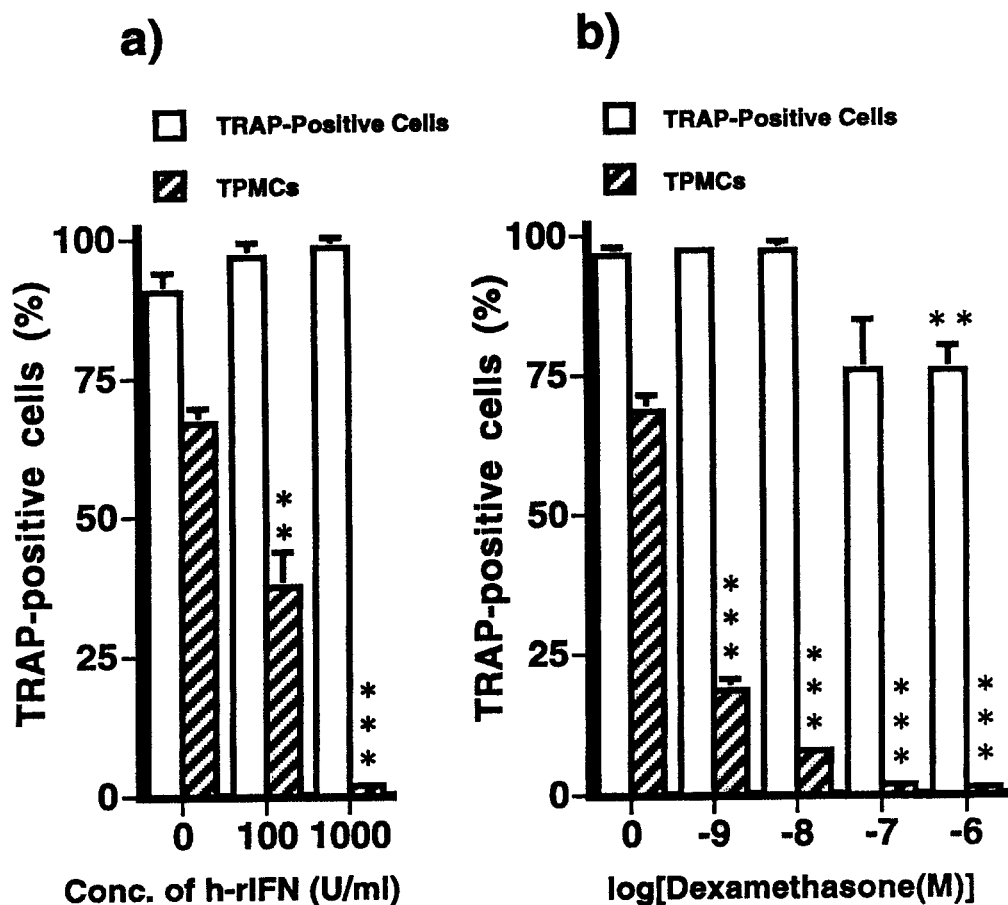 a)
TRAP-Positive Cells
TPMCs
TRAP-positive cells (%)
100
75
50
25
0
**
***
0 100 1000
Conc. of h-rIFN (U/ml)
b)
TRAP-Positive Cells
TPMCs
TRAP-positive cells (%)
100
75
50
25
0
***
***
***
**
***
0 -9 -8 -7 -6
log[Dexamethasone(M)]